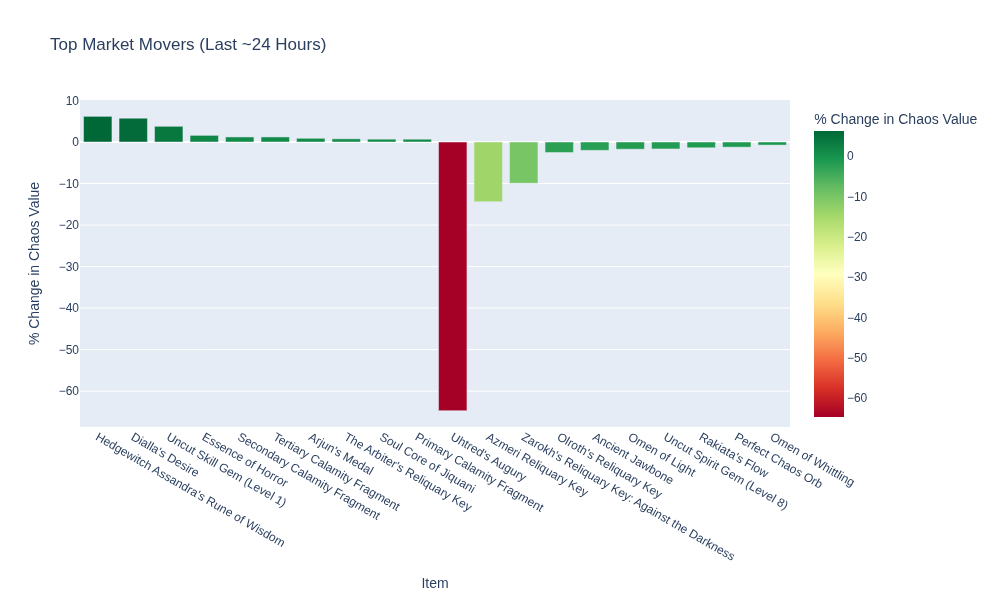 Top Market Movers (Last ~24 Hours)
% Change in Chaos Value
10
0
−10
−20
−30
−40
−50
−60
% Change in Chaos Value
0
−10
−20
−30
−40
−50
−60
Hedgewitch Assandra's Rune of Wisdom
Dialla's Desire
Uncut Skill Gem (Level 1)
Essence of Horror
Secondary Calamity Fragment
Tertiary Calamity Fragment
Arjun's Medal
The Arbiter's Reliquary Key
Soul Core of Jiquani
Primary Calamity Fragment
Uhtred's Augury
Azmeri Reliquary Key
Zarokh's Reliquary Key: Against the Darkness
Olroth's Reliquary Key
Ancient Jawbone
Omen of Light
Uncut Spirit Gem (Level 8)
Rakiata's Flow
Perfect Chaos Orb
Omen of Whittling
Item